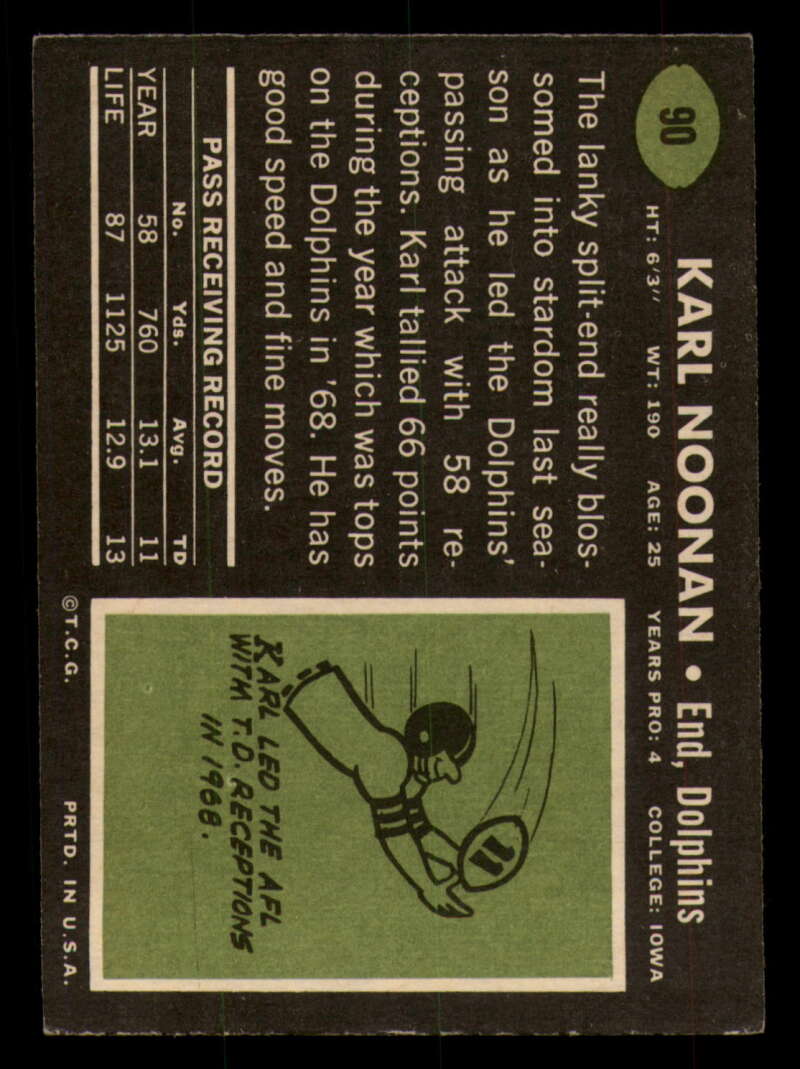 90
KARL NOONAN • End, Dolphins
HT: 6'3" WT: 190 AGE: 25 YEARS PRO: 4 COLLEGE: IOWA
The lanky split-end really blos-
somed into stardom last sea-
son as he led the Dolphins'
passing attack with 58 re-
ceptions. Karl tallied 66 points
during the year which was tops
on the Dolphins in '68. He has
good speed and fine moves.
PASS RECEIVING RECORD
No. Yds. Avg. TD
YEAR 58 760 13.1 11
LIFE 87 1125 12.9 13
11
KARL LED THE AFL
WITH T.D. RECEPTIONS
IN 1968.
©T.C.G. PRTD. IN U.S.A.